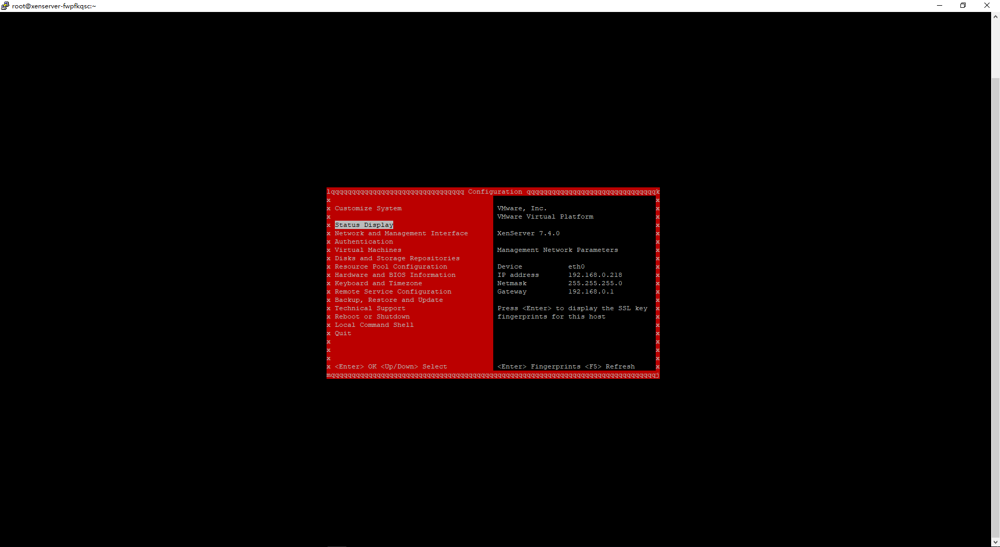 root@xenserver-fwpfkqsc:~
lqqqqqqqqqqqqqqqqqqqqqqqqqqqqqqqq Configuration qqqqqqqqqqqqqqqqqqqqqqqqqqqqqqqk
x x
x Customize System VMware, Inc. x
x VMware Virtual Platform x
x Status Display x
x Network and Management Interface XenServer 7.4.0 x
x Authentication x
x Virtual Machines Management Network Parameters x
x Disks and Storage Repositories x
x Resource Pool Configuration Device eth0 x
x Hardware and BIOS Information IP address 192.168.0.218 x
x Keyboard and Timezone Netmask 255.255.255.0 x
x Remote Service Configuration Gateway 192.168.0.1 x
x Backup, Restore and Update x
x Technical Support Press <Enter> to display the SSL key x
x Reboot or Shutdown fingerprints for this host x
x Local Command Shell x
x Quit x
x x
x x
x x
x <Enter> OK <Up/Down> Select <Enter> Fingerprints <F5> Refresh x
mqqqqqqqqqqqqqqqqqqqqqqqqqqqqqqqqqqqqqqqqqqqqqqqqqqqqqqqqqqqqqqqqqqqqqqqqqqqqqqj